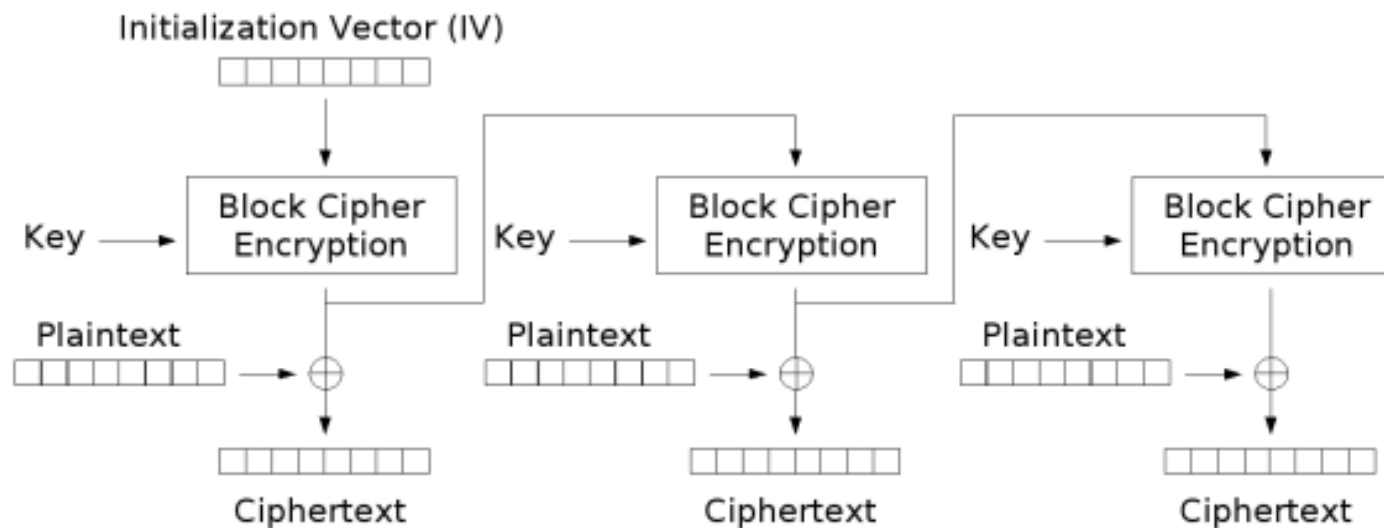 Initialization Vector (IV)
Block Cipher
Encryption
Block Cipher
Encryption
Block Cipher
Encryption
Key
Key
Key
Plaintext
Plaintext
Plaintext
Ciphertext
Ciphertext
Ciphertext